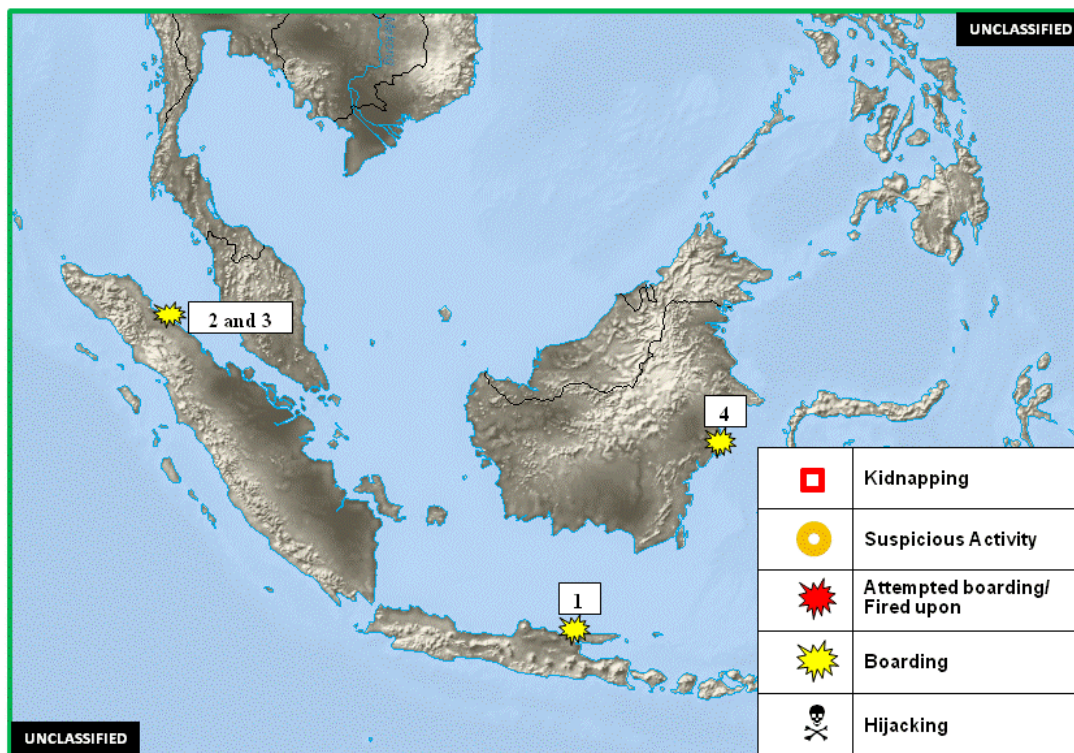 UNCLASSIFIED
2 and 3
4
1
Kidnapping
Suspicious Activity
Attempted boarding/
Fired upon
Boarding
Hijacking
UNCLASSIFIED